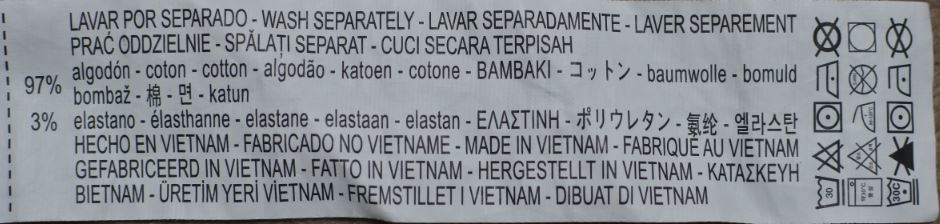 LAVAR POR SEPARADO - WASH SEPARATELY - LAVAR SEPARADAMENTE - LAVER SEPAREMENT
PRAĆ ODDZIELNIE - SPĂLAȚI SEPARAT - CUCI SECARA TERPISAH
97% algodón - coton - cotton - algodão - katoen - cotone - BAMBAKI - コットン - baumwolle - bomuld
bombaž - 棉 - 면 - katun
3% elastano - élasthanne - elastane - elastaan - elastan - ΕΛΑΣΤΙΝΗ - ポリウレタン - 氨纶 - 엘라스탄
HECHO EN VIETNAM - FABRICADO NO VIETNAME - MADE IN VIETNAM - FABRIQUÉ AU VIETNAM
GEFABRICEERD IN VIETNAM - FATTO IN VIETNAM - HERGESTELLT IN VIETNAM - ΚΑΤΑΣΚΕΥΗ
ΒΙΕΤΝΑΜ - ÜRETİM YERİ VİETNAM - FREMSTILLET I VIETNAM - DIBUAT DI VIETNAM
30
30C